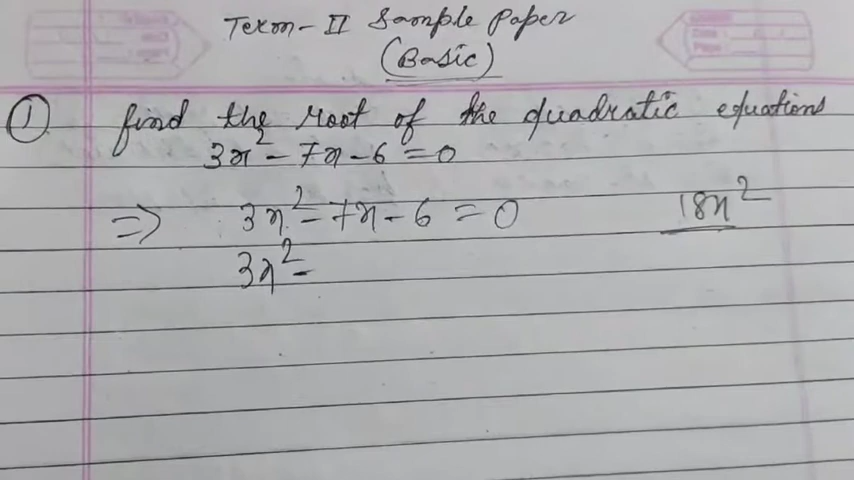 Term-II Sample Paper
(Basic)
① find the root of the quadratic equations
3x² - 7x - 6 = 0
=> 3x² - 7x - 6 = 0 18x²
3x² -